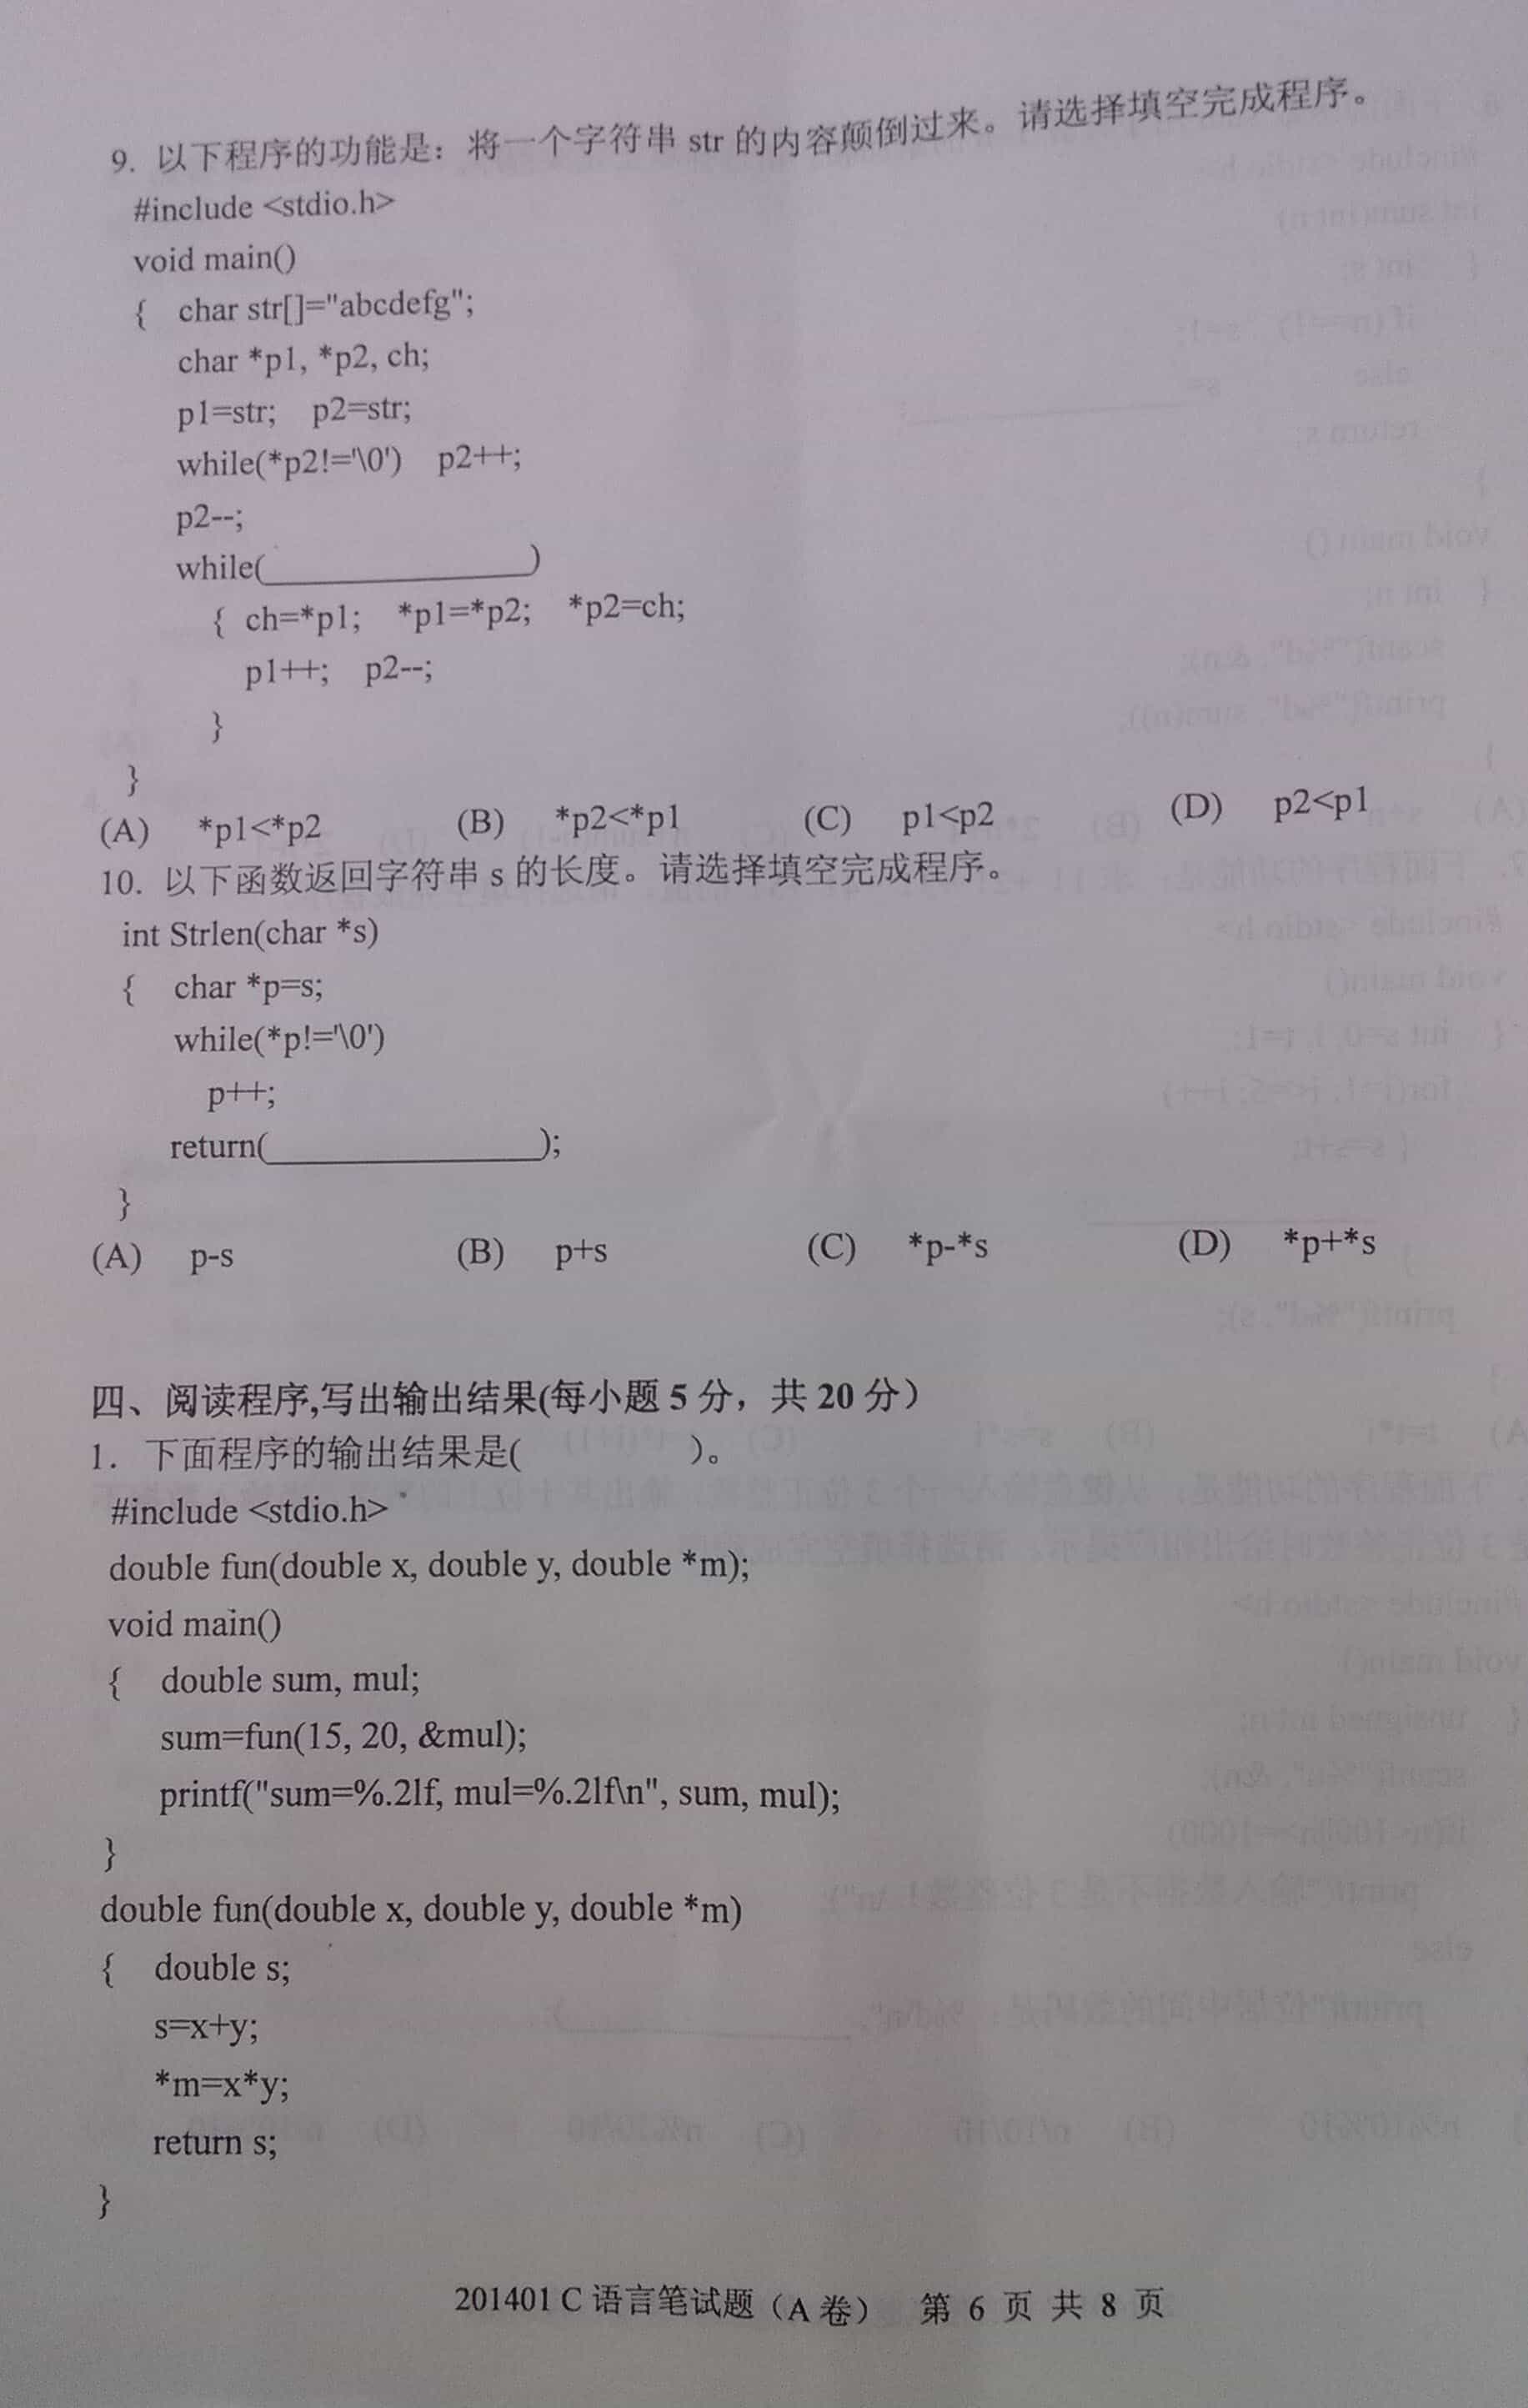 9. 以下程序的功能是：将一个字符串 str 的内容颠倒过来。请选择填空完成程序。
#include <stdio.h>
void main()
{ char str[]="abcdefg";
char *p1, *p2, ch;
p1=str; p2=str;
while(*p2!='\0') p2++;
p2--;
while(______________)
{ ch=*p1; *p1=*p2; *p2=ch;
p1++; p2--;
}
}
(A) *p1<*p2 (B) *p2<*p1 (C) p1<p2 (D) p2<p1
10. 以下函数返回字符串 s 的长度。请选择填空完成程序。
int Strlen(char *s)
{ char *p=s;
while(*p!='\0')
p++;
return(______________);
}
(A) p-s (B) p+s (C) *p-*s (D) *p+*s
四、阅读程序,写出输出结果(每小题 5 分，共 20 分）
1. 下面程序的输出结果是( )。
#include <stdio.h>
double fun(double x, double y, double *m);
void main()
{ double sum, mul;
sum=fun(15, 20, &mul);
printf("sum=%.2lf, mul=%.2lf\n", sum, mul);
}
double fun(double x, double y, double *m)
{ double s;
s=x+y;
*m=x*y;
return s;
}
201401 C 语言笔试题（A 卷） 第 6 页 共 8 页